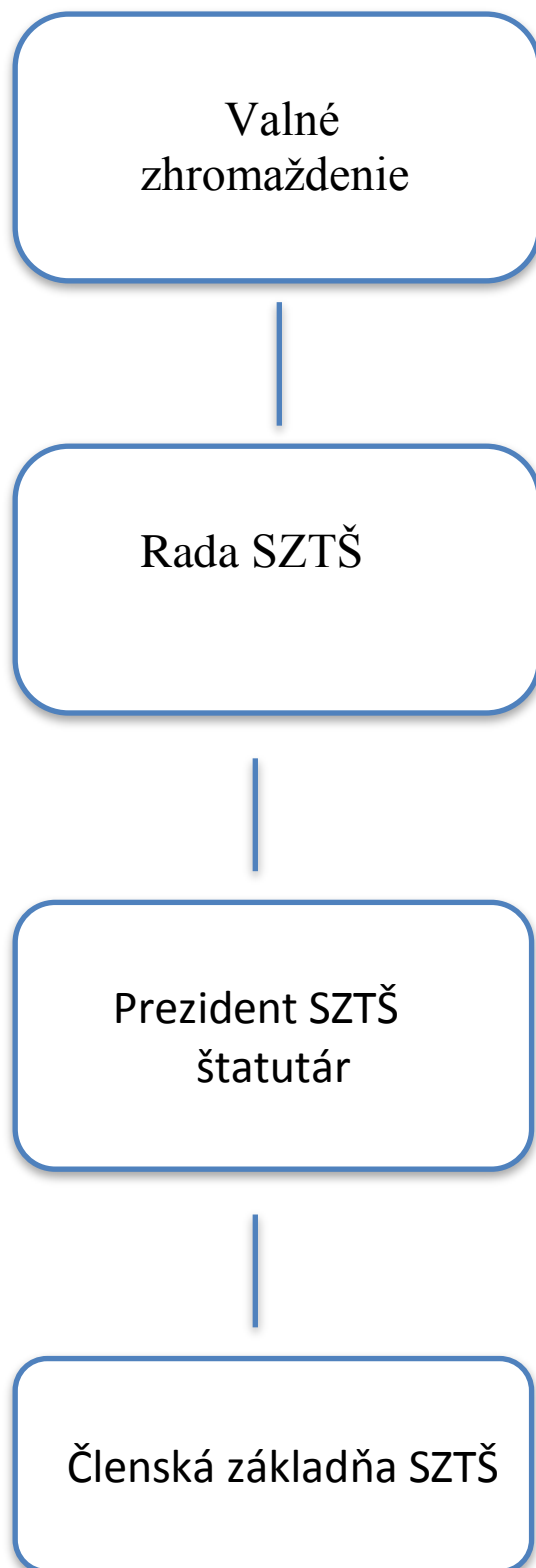 Valné
zhromaždenie
Rada SZTŠ
Prezident SZTŠ
štatutár
Členská základňa SZTŠ